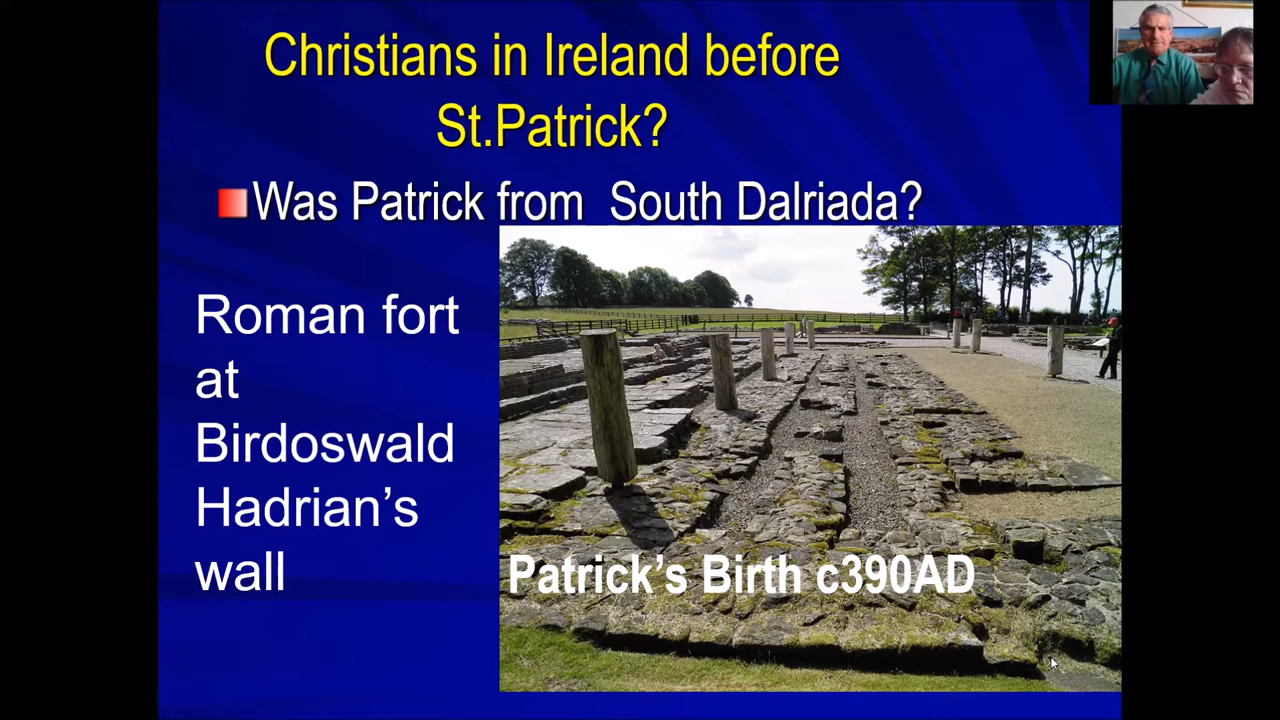 Christians in Ireland before
St.Patrick?
Was Patrick from South Dalriada?
Roman fort
at
Birdoswald
Hadrian’s
wall
Patrick’s Birth c390AD